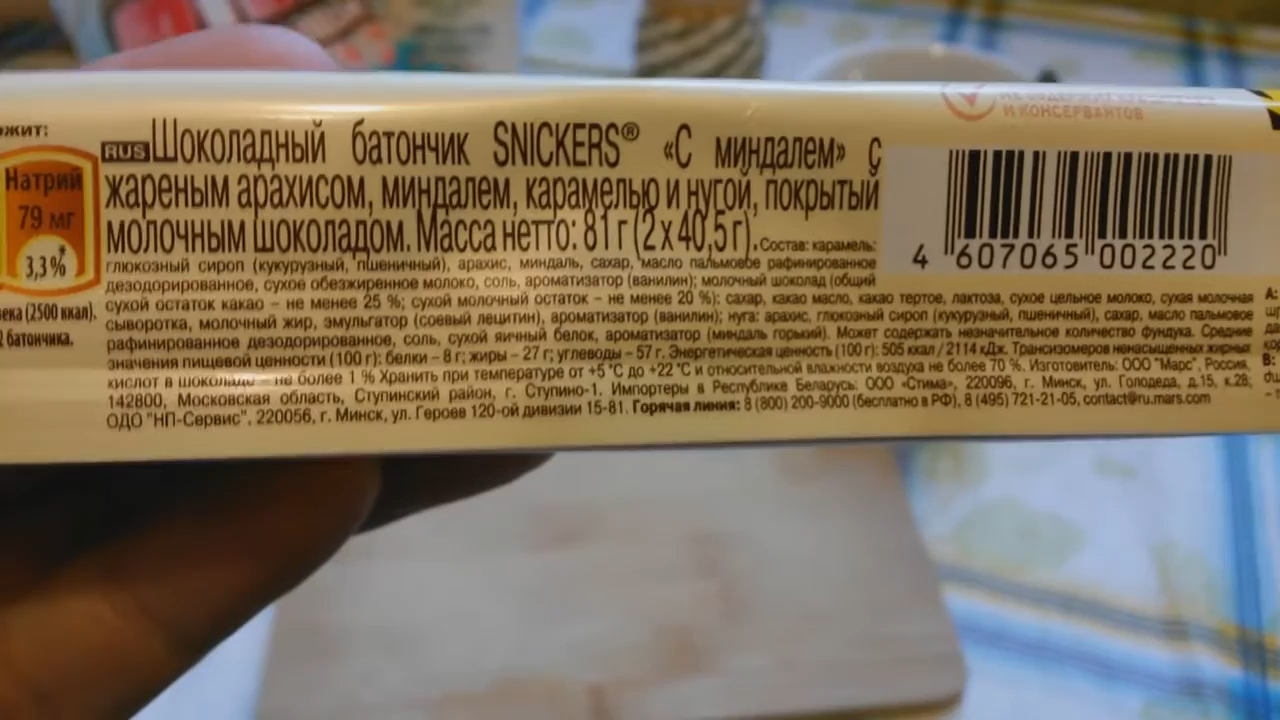 жит:
Натрий
79 мг
3,3%*
века (2500 ккал).
2 батончика.
И КОНСЕРВАНТОВ
RUS Шоколадный батончик SNICKERS® «С миндалем» с
жареным арахисом, миндалем, карамелью и нугой, покрытый
молочным шоколадом. Масса нетто: 81 г (2 х 40,5 г). Состав: карамель:
глюкозный сироп (кукурузный, пшеничный), арахис, миндаль, сахар, масло пальмовое рафинированное
дезодорированное, сухое обезжиренное молоко, соль, ароматизатор (ванилин); молочный шоколад (общий
сухой остаток какао – не менее 25 %; сухой молочный остаток – не менее 20 %): сахар, какао масло, какао тертое, лактоза, сухое цельное молоко, сухая молочная
сыворотка, молочный жир, эмульгатор (соевый лецитин), ароматизатор (ванилин); нуга: арахис, глюкозный сироп (кукурузный, пшеничный), сахар, масло пальмовое
рафинированное дезодорированное, соль, сухой яичный белок, ароматизатор (миндаль горький). Может содержать незначительное количество фундука. Средние
значения пищевой ценности (100 г): белки – 8 г; жиры – 27 г; углеводы – 57 г. Энергетическая ценность (100 г): 505 ккал / 2114 кДж. Трансизомеров ненасыщенных жирных
кислот в шоколаде – не более 1 % Хранить при температуре от +5 °С до +22 °С и относительной влажности воздуха не более 70 %. Изготовитель: ООО "Марс", Россия,
142800, Московская область, Ступинский район, г. Ступино-1. Импортеры в Республике Беларусь: ООО «Стима», 220096, г. Минск, ул. Голодеда, д.15, к.28;
ОДО "НП-Сервис", 220056, г. Минск, ул. Героев 120-ой дивизии 15-81. Горячая линия: 8 (800) 200-9000 (бесплатно в РФ), 8 (495) 721-21-05, contact@ru.mars.com
4 607065 002220
А:
В: